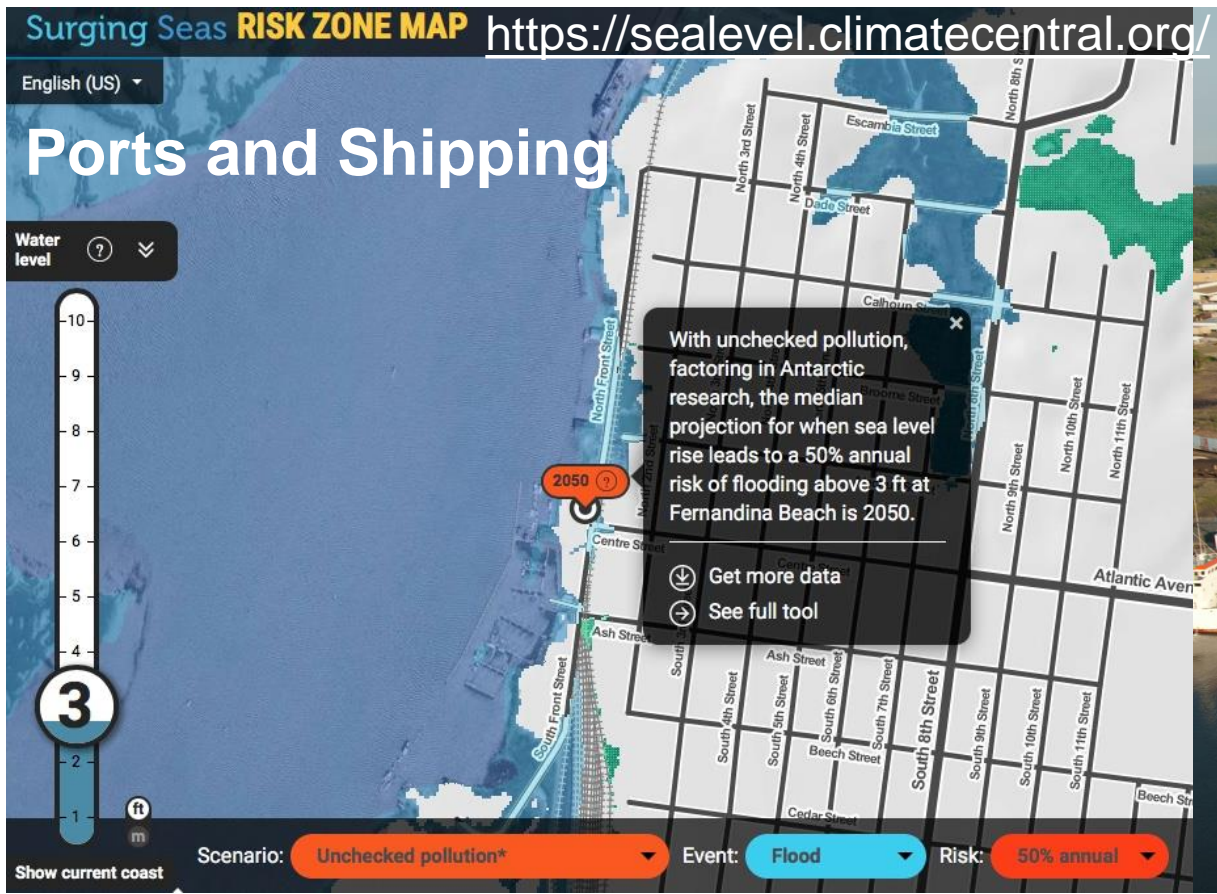 Surging Seas RISK ZONE MAP https://sealevel.climatecentral.org/
English (US)
Ports and Shipping
Water level ?
10
9
8
7
6
5
4
3
2
1
ft
m
Show current coast
North 8th S
Escambia Street
North 3rd Street
North 4th Street
Dade Street
Calhoun Street
North Front Street
Broome Street
North 2nd Street
North 9th Street
North 10th Street
North 11th Street
2050 ?
With unchecked pollution,
factoring in Antarctic
research, the median
projection for when sea level
rise leads to a 50% annual
risk of flooding above 3 ft at
Fernandina Beach is 2050.
Get more data
See full tool
Centre Street
Centre Street
Atlantic Aven
Ash Street
Ash Street
South Front Street
South 4th Street
South 5th Street
South 6th Street
South 7th Street
South 8th Street
South 9th Street
South 10th Street
South 11th Street
Beech Street
Beech Str
Cedar Street
Scenario: Unchecked pollution* Event: Flood Risk: 50% annual